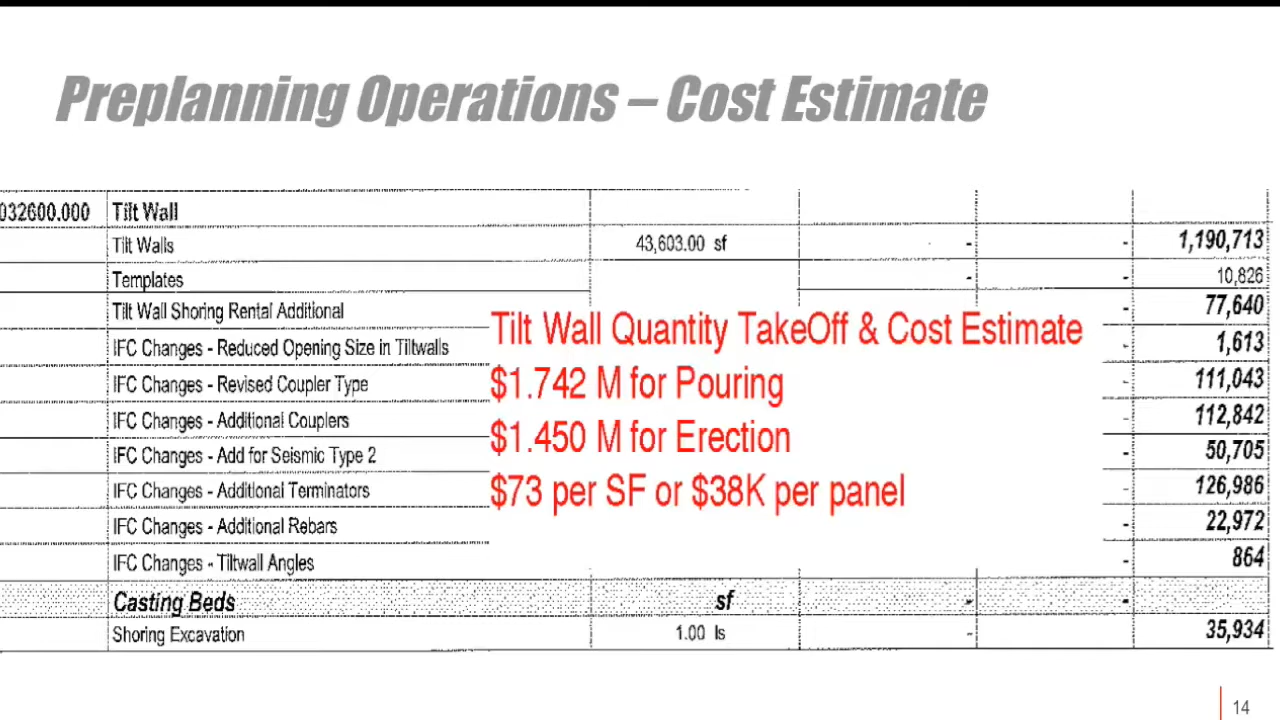 Preplanning Operations – Cost Estimate
032600.000 Tilt Wall
Tilt Walls 43,603.00 sf - - 1,190,713
Templates - - 10,826
Tilt Wall Shoring Rental Additional - 77,640
IFC Changes - Reduced Opening Size in Tiltwalls - 1,613
IFC Changes - Revised Coupler Type - 111,043
IFC Changes - Additional Couplers - 112,842
IFC Changes - Add for Seismic Type 2 - 50,705
IFC Changes - Additional Terminators - 126,986
IFC Changes - Additional Rebars - 22,972
IFC Changes - Tiltwall Angles - 864
Casting Beds sf - -
Shoring Excavation 1.00 ls - - 35,934
Tilt Wall Quantity TakeOff & Cost Estimate
$1.742 M for Pouring
$1.450 M for Erection
$73 per SF or $38K per panel
14